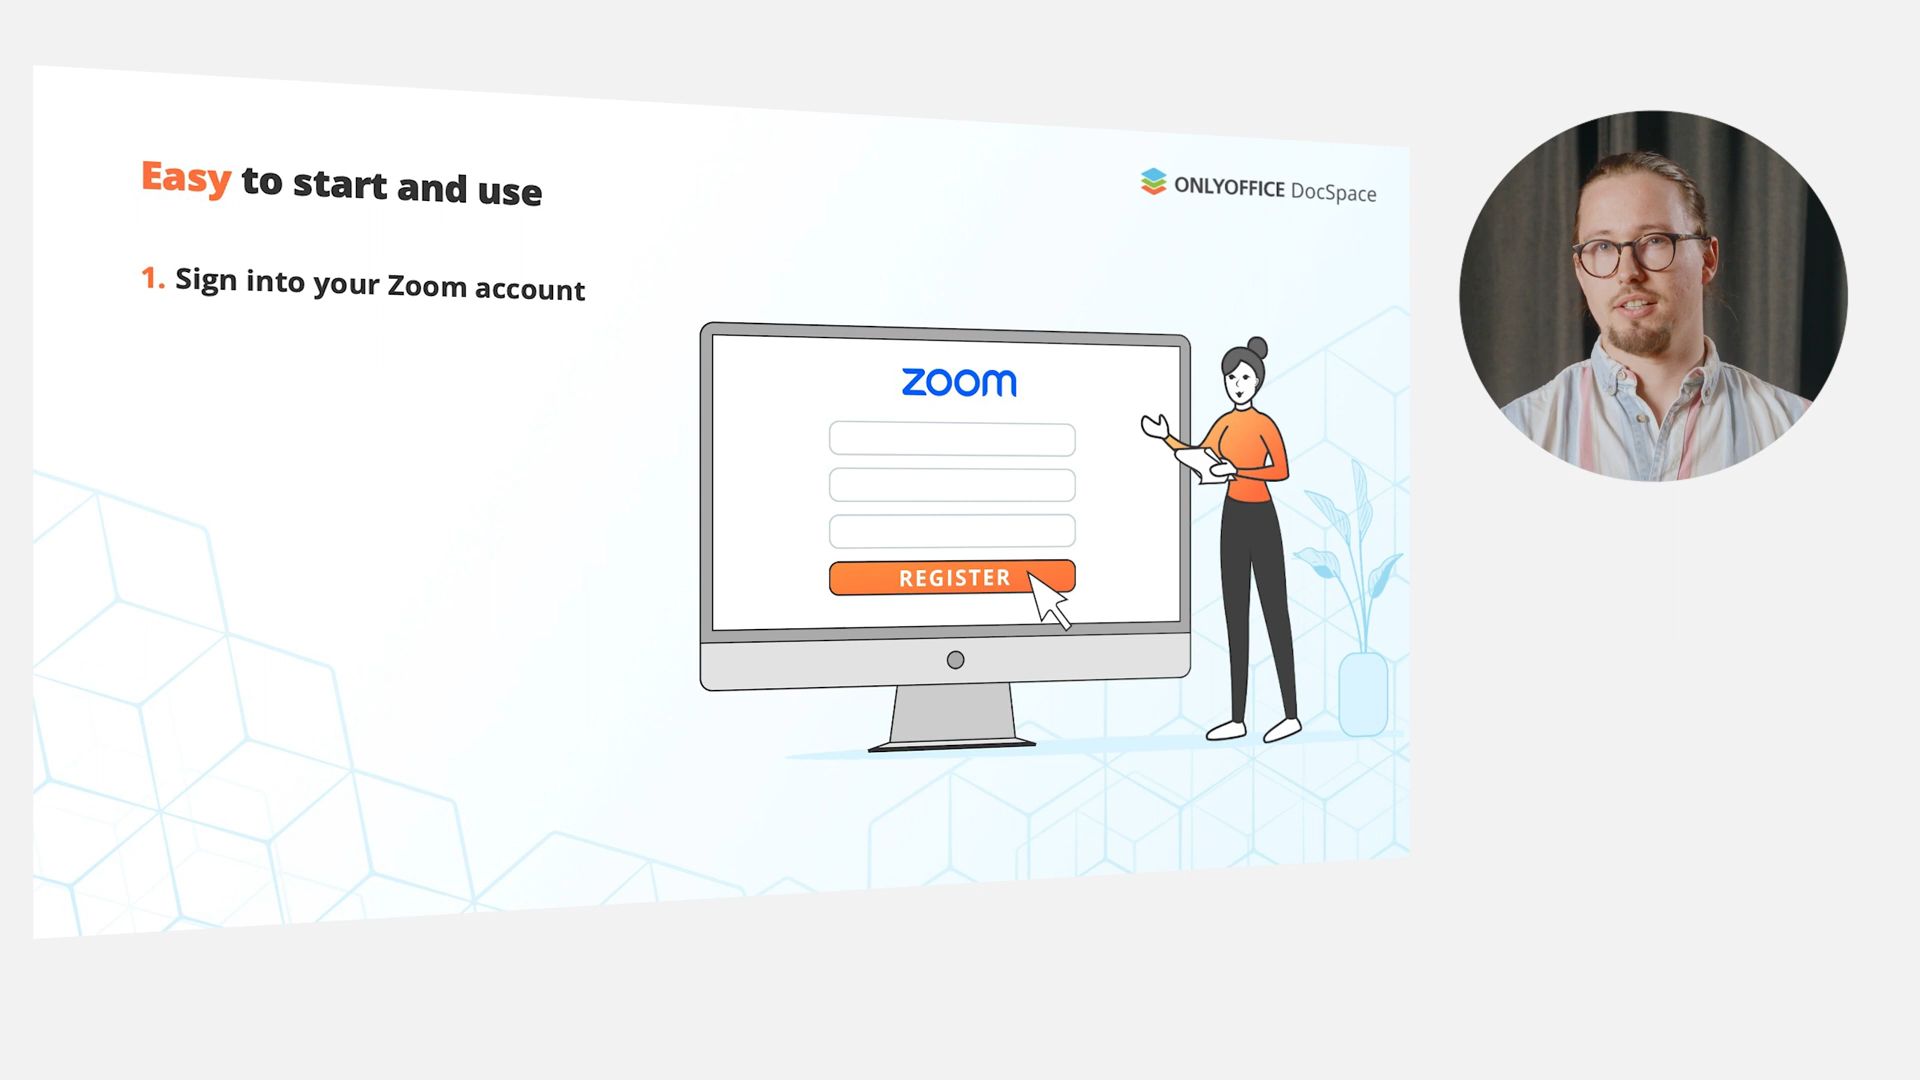 Easy to start and use
ONLYOFFICE DocSpace
1. Sign into your Zoom account
zoom
REGISTER